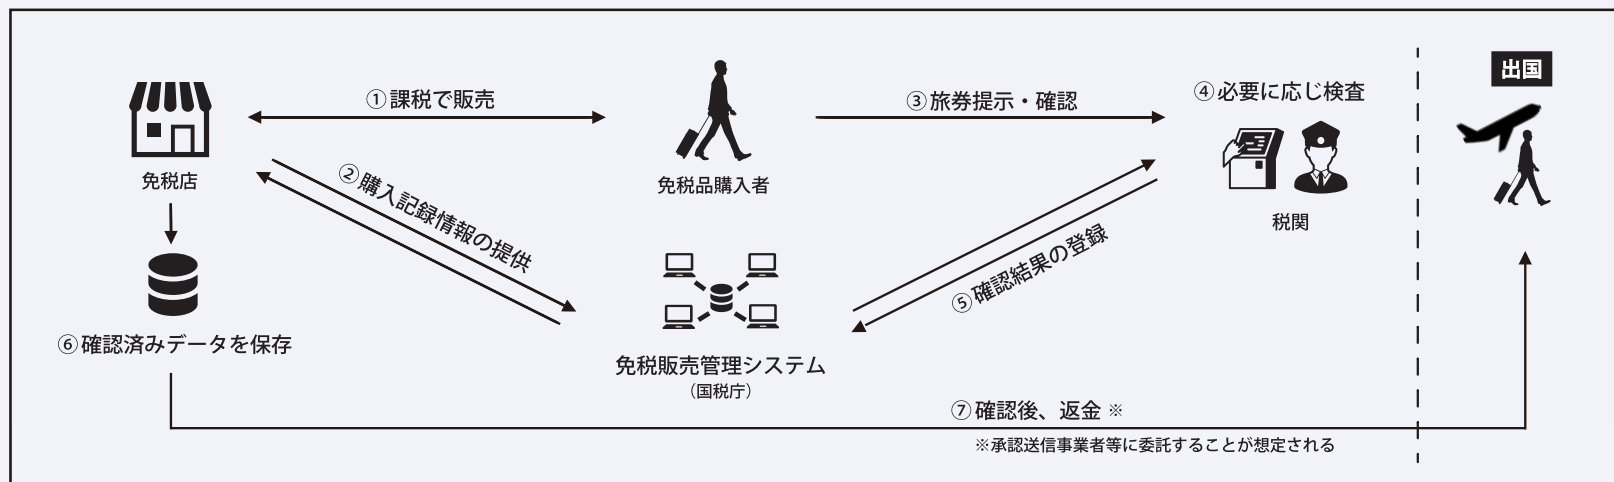 ①課税で販売
免税店
②購入記録情報の提供
免税品購入者
③旅券提示・確認
④必要に応じ検査
税関
出国
⑤確認結果の登録
⑥確認済みデータを保存
免税販売管理システム
（国税庁）
⑦確認後、返金※
※承認送信事業者等に委託することが想定される